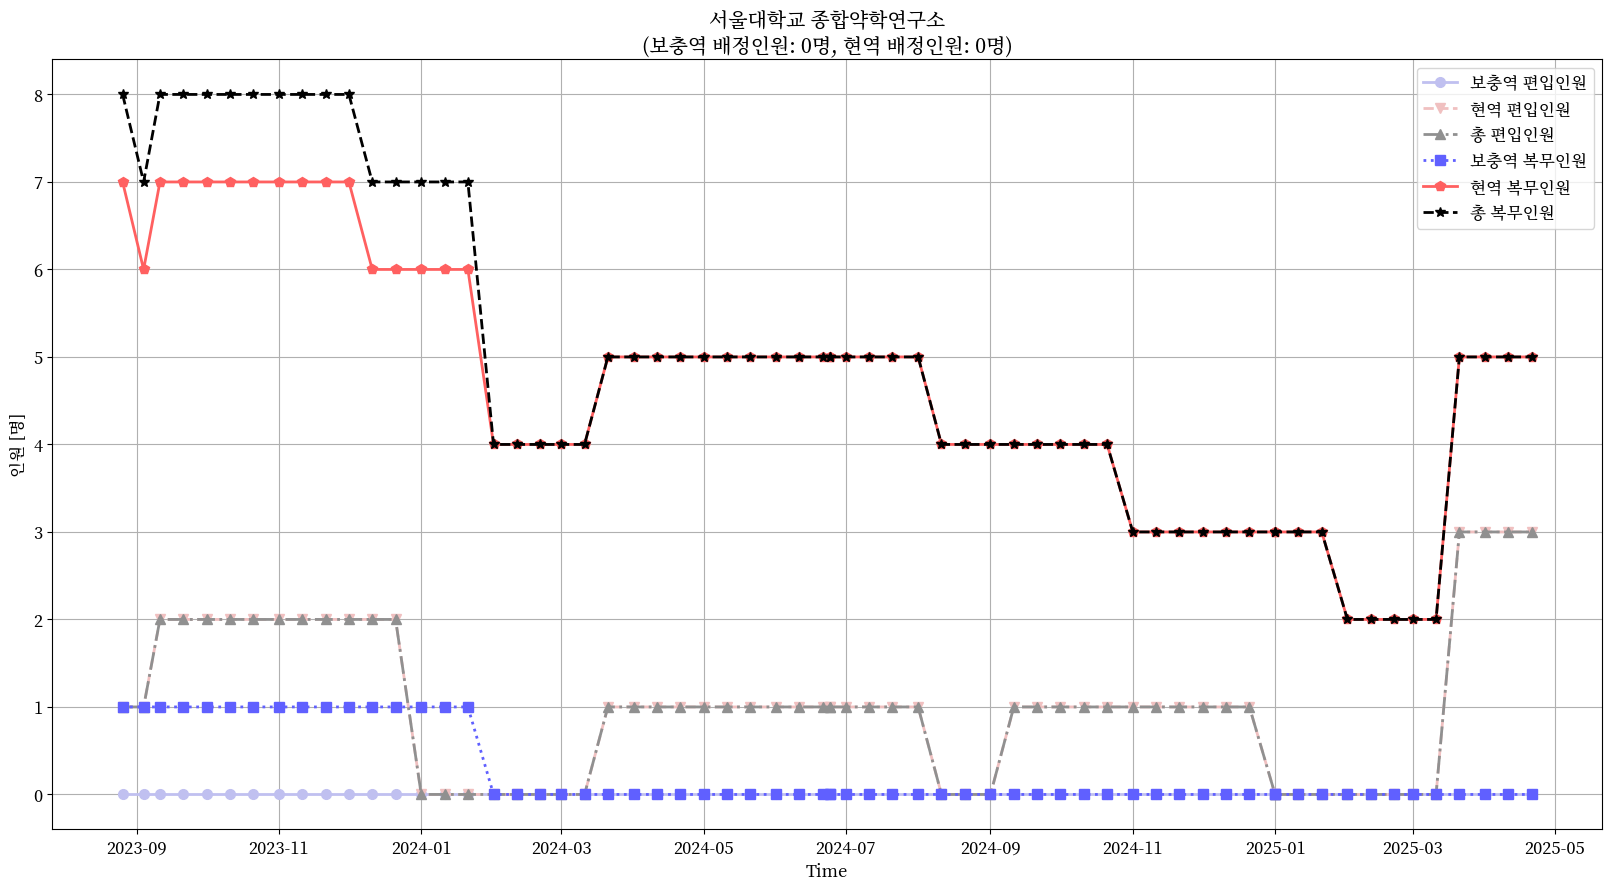 서울대학교 종합약학연구소
(보충역 배정인원: 0명, 현역 배정인원: 0명)
보충역 편입인원
현역 편입인원
총 편입인원
보충역 복무인원
현역 복무인원
총 복무인원
인원 [명]
8
7
6
5
4
3
2
1
0
2023-09
2023-11
2024-01
2024-03
2024-05
2024-07
2024-09
2024-11
2025-01
2025-03
2025-05
Time